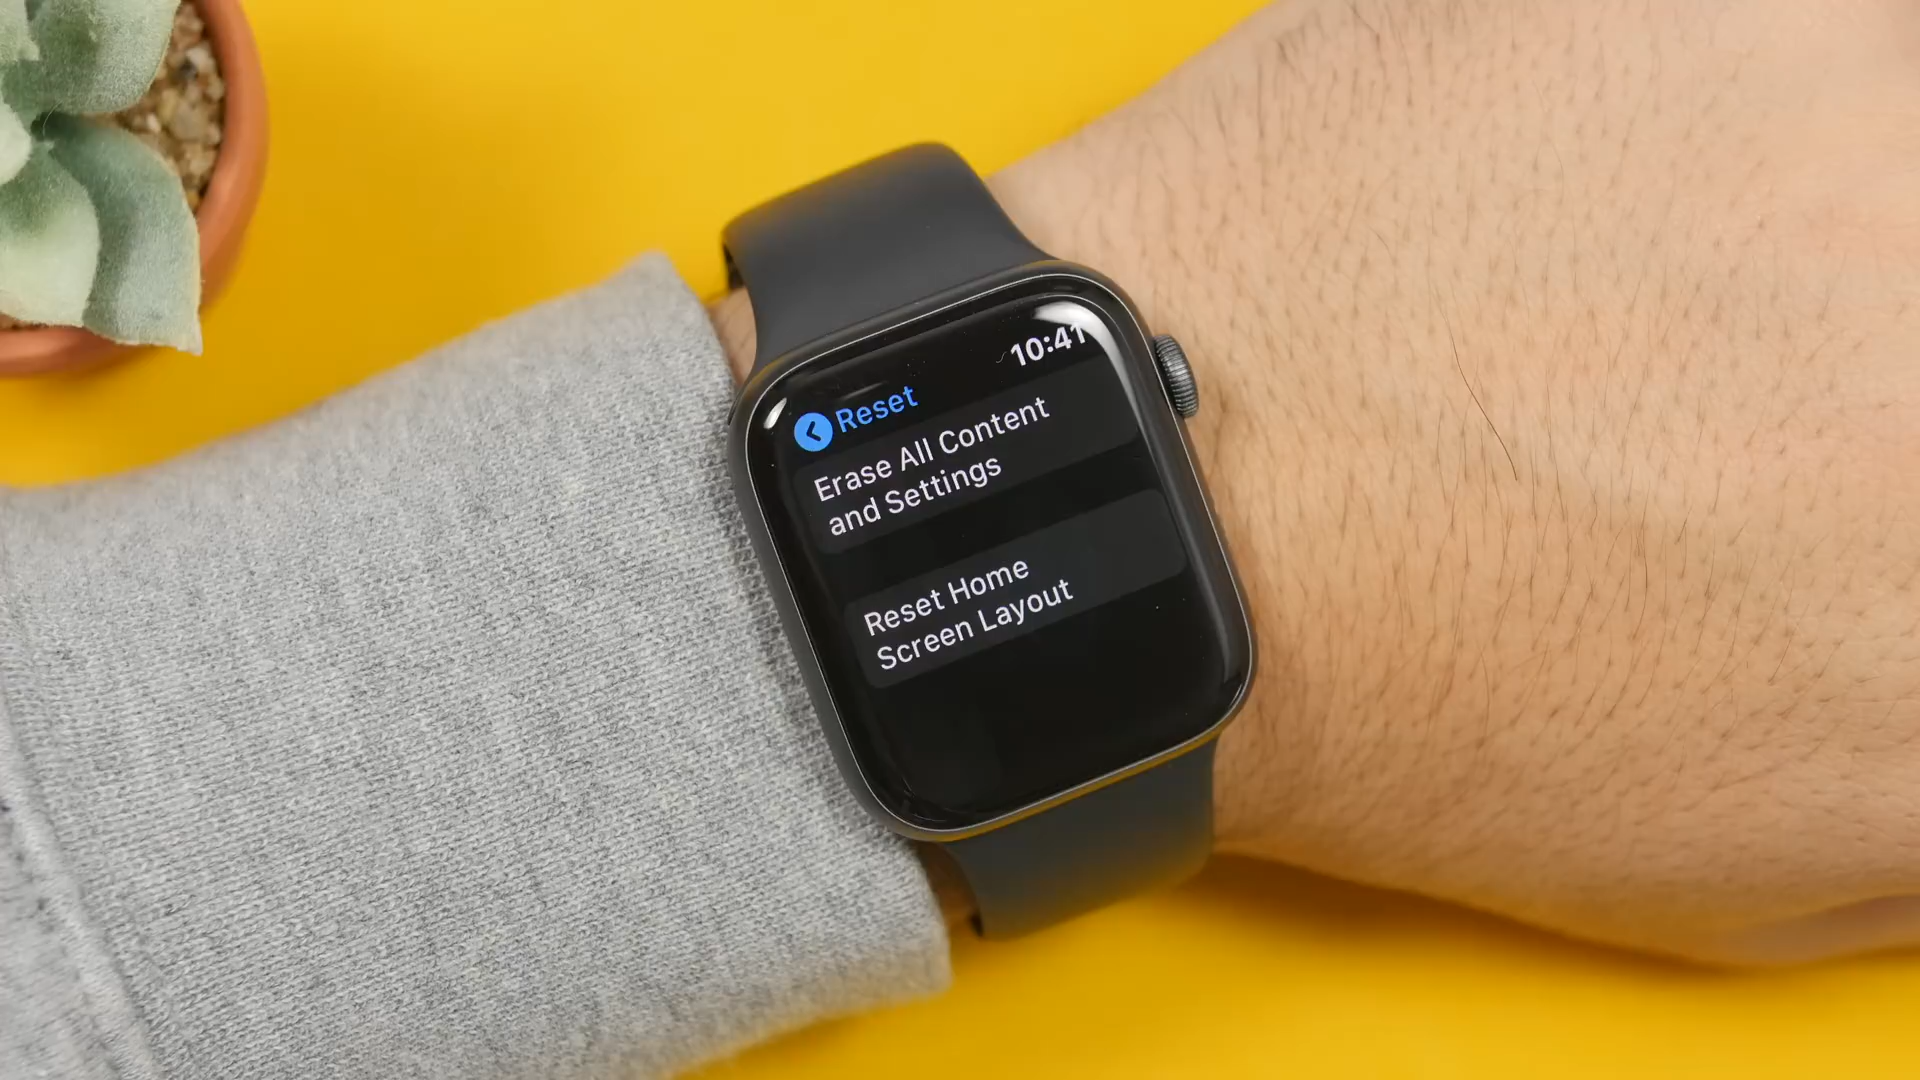 10:41
Reset
Erase All Content
and Settings
Reset Home
Screen Layout